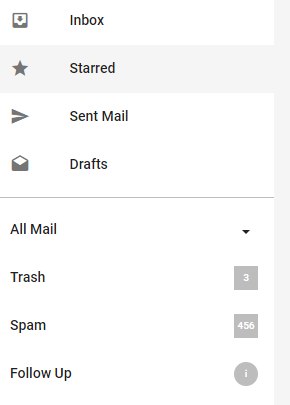 Inbox
Starred
Sent Mail
Drafts
All Mail
Trash 3
Spam 456
Follow Up i